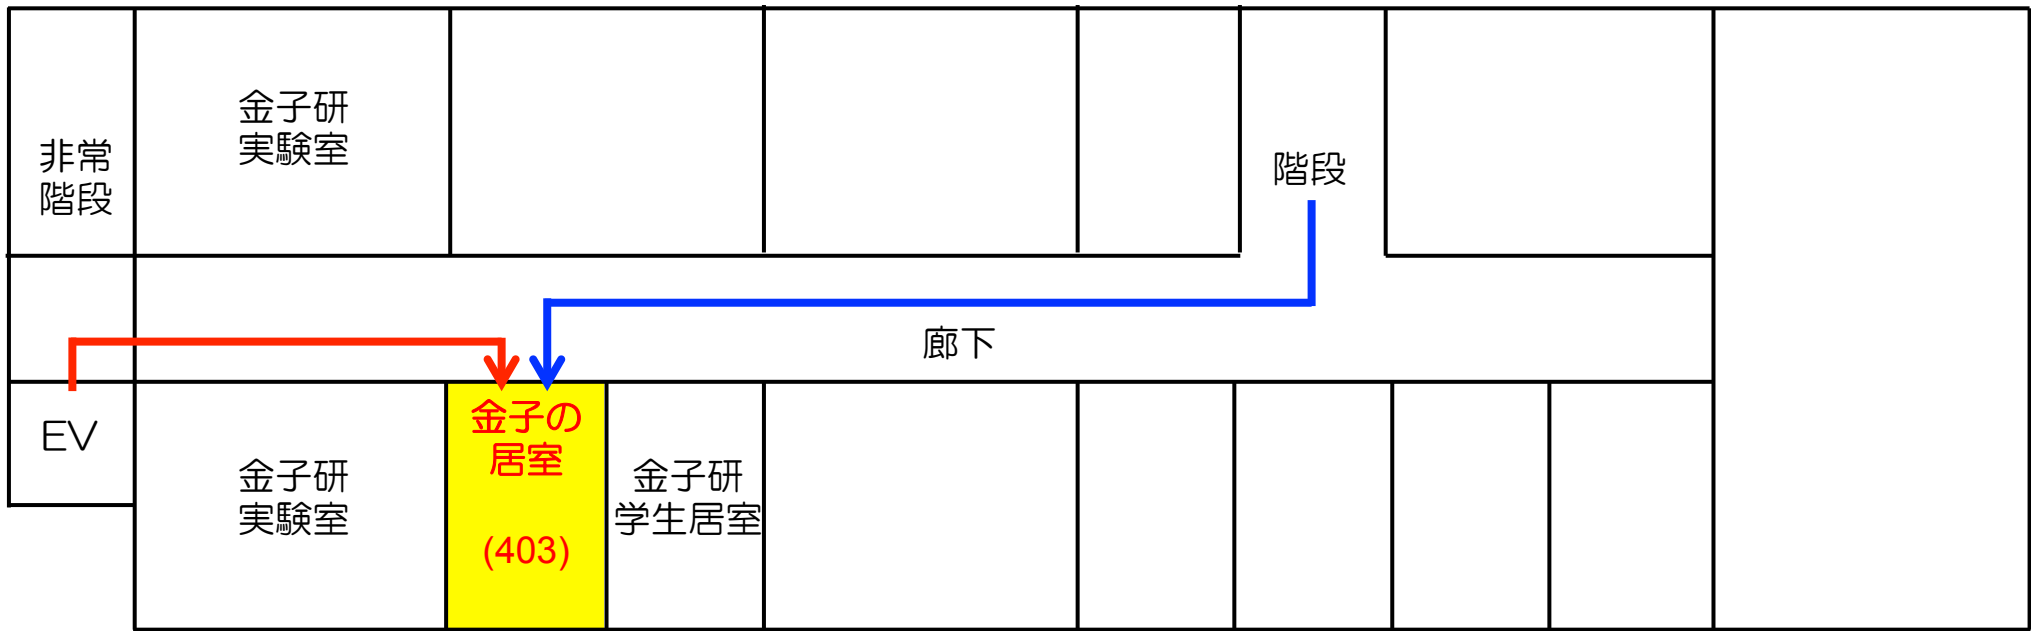 金子研
実験室
非常
階段
階段
廊下
EV
金子研
実験室
金子の
居室
(403)
金子研
学生居室